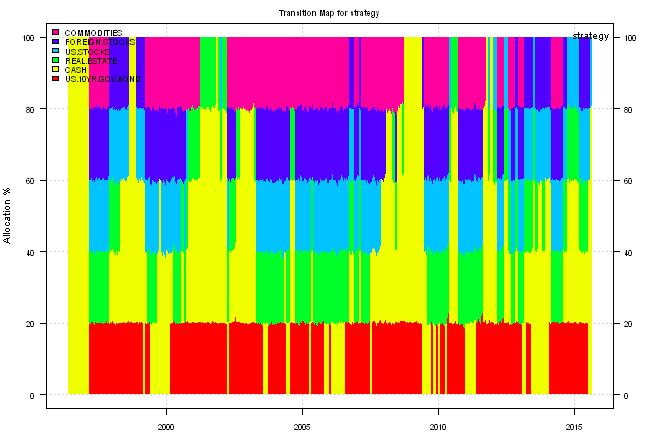 Transition Map for strategy
COMMODITIES
FOREIGN.STOCKS
US.STOCKS
REAL.ESTATE
CASH
US.10YR.GOV.BOND
strategy
Allocation %
100
80
60
40
20
0
100
80
60
40
20
0
2000
2005
2010
2015